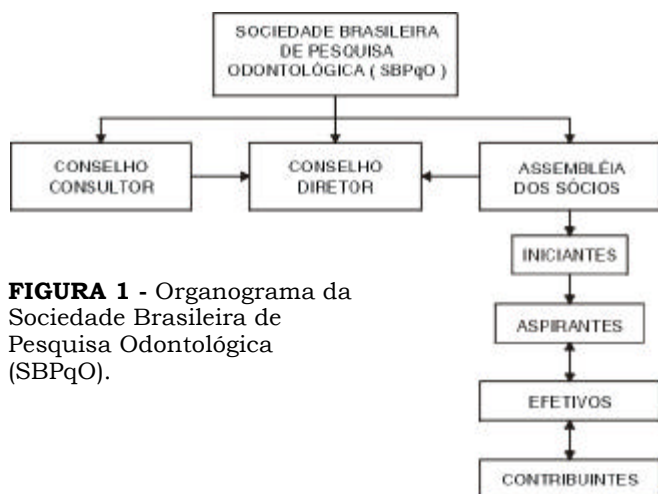 SOCIEDADE BRASILEIRA
DE PESQUISA
ODONTOLÓGICA ( SBPqO )
CONSELHO
CONSULTOR
CONSELHO
DIRETOR
ASSEMBLÉIA
DOS SÓCIOS
INICIANTES
ASPIRANTES
EFETIVOS
CONTRIBUINTES
FIGURA 1 - Organograma da
Sociedade Brasileira de
Pesquisa Odontológica
(SBPqO).